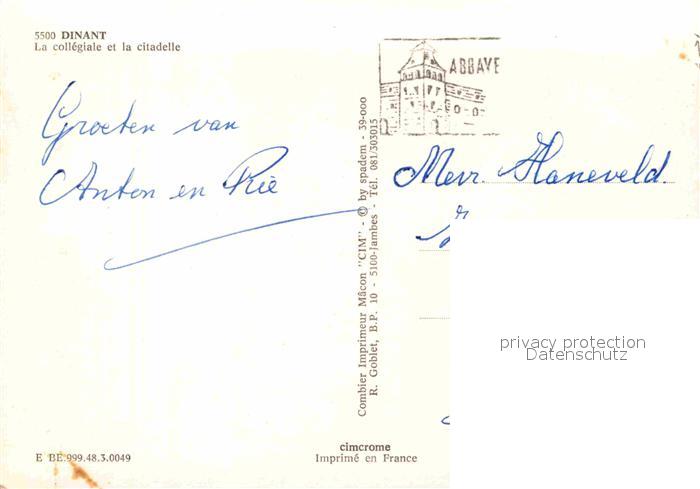 5500 DINANT
La collégiale et la citadelle
Groeten van
Anton en Rie
E BE.999.48.3.0049
Combier Imprimeur Mâcon "CIM" - © by spadem - 39-000
R. Goblet, B.P. 10 - 5100-Jambes - Tél. 081/303015
cimcrome
Imprimé en France
ABBAYE
Mevr. Haneveld.
privacy protection
Datenschutz